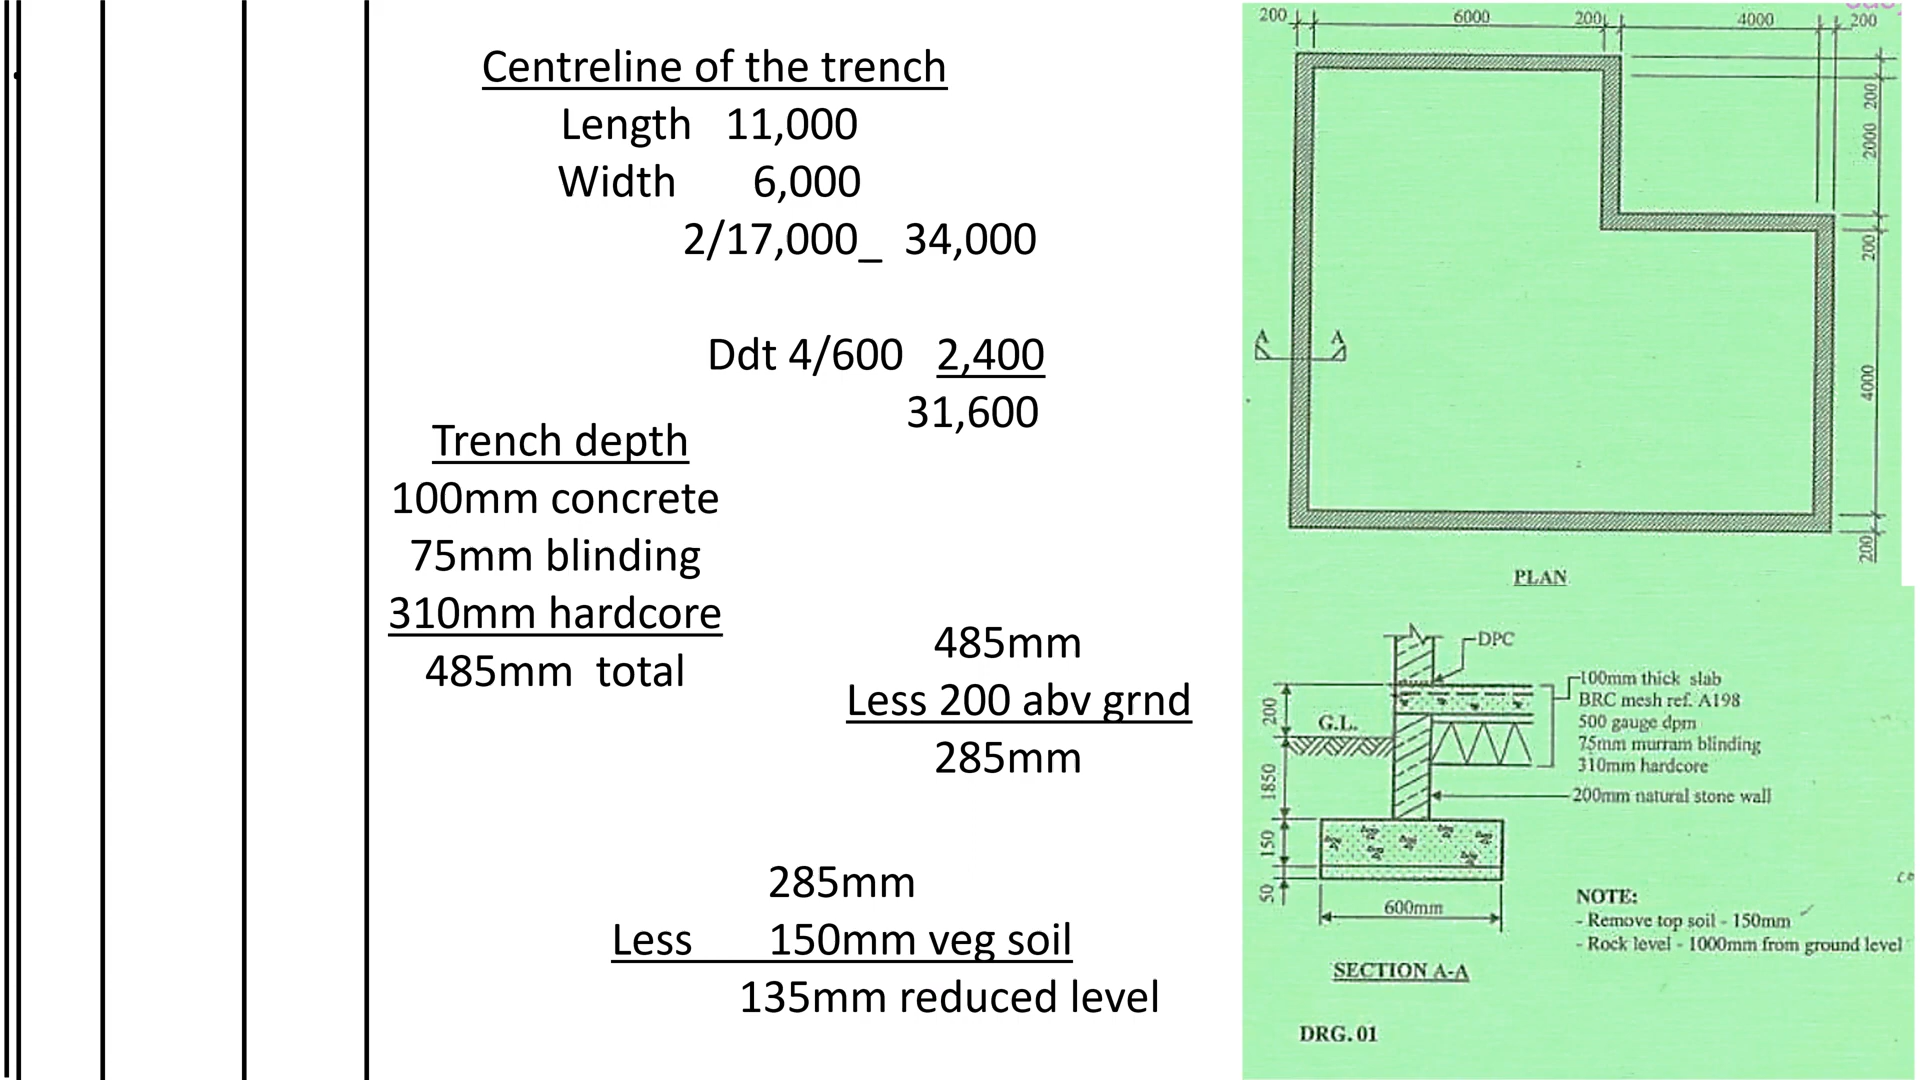 Centreline of the trench
Length 11,000
Width 6,000
2/17,000_ 34,000
Ddt 4/600 2,400
31,600
Trench depth
100mm concrete
75mm blinding
310mm hardcore
485mm total
485mm
Less 200 abv grnd
285mm
285mm
Less 150mm veg soil
135mm reduced level
200 6000 200 4000 200
200
2000
200
4000
200
A A
PLAN
DPC
100mm thick slab
BRC mesh ref. A198
500 gauge dpm
75mm murram blinding
310mm hardcore
200mm natural stone wall
G.L.
200
1850
150
50
600mm
NOTE:
- Remove top soil - 150mm
- Rock level - 1000mm from ground level
SECTION A-A
DRG. 01